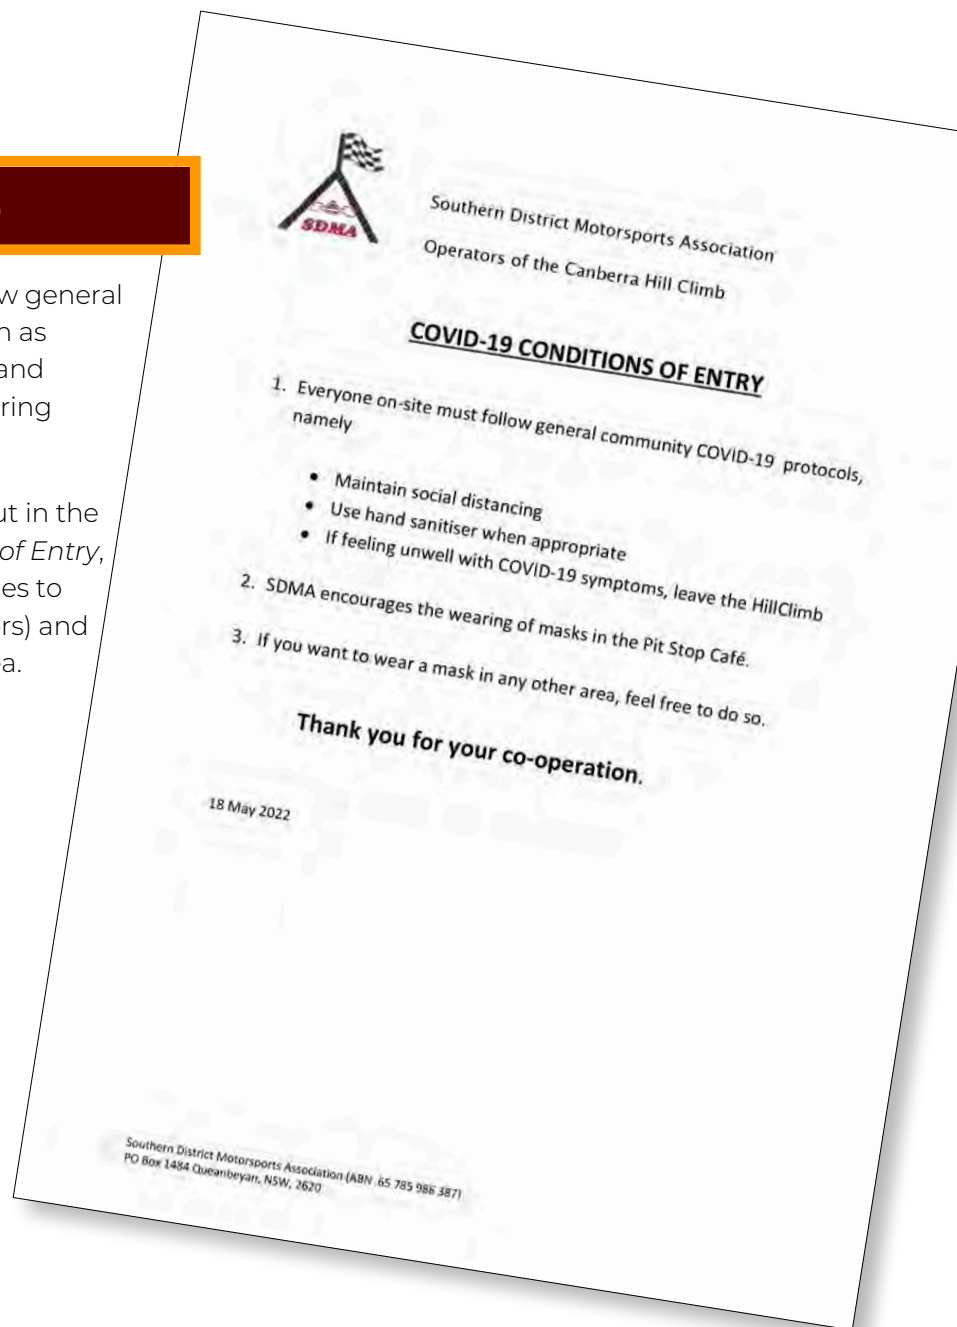 w general
n as
and
ring
ut in the
of Entry,
es to
rs) and
a.
SDMA
Southern District Motorsports Association
Operators of the Canberra Hill Climb
COVID-19 CONDITIONS OF ENTRY
1. Everyone on-site must follow general community COVID-19 protocols,
namely
• Maintain social distancing
• Use hand sanitiser when appropriate
• If feeling unwell with COVID-19 symptoms, leave the HillClimb
2. SDMA encourages the wearing of masks in the Pit Stop Café.
3. If you want to wear a mask in any other area, feel free to do so.
Thank you for your co-operation.
18 May 2022
Southern District Motorsports Association (ABN 65 785 986 387)
PO Box 1484 Queanbeyan, NSW, 2620